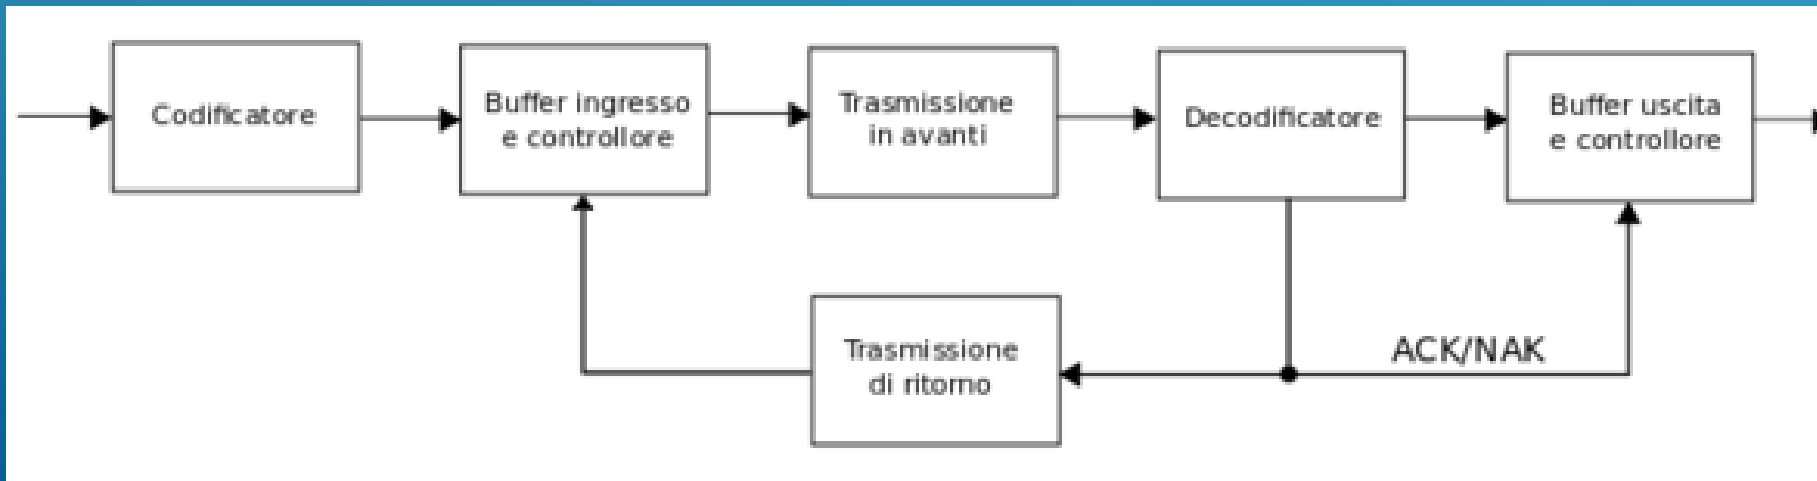 Codificatore
Buffer ingresso
e controllore
Trasmissione
in avanti
Decodificatore
Buffer uscita
e controllore
Trasmissione
di ritorno
ACK/NAK